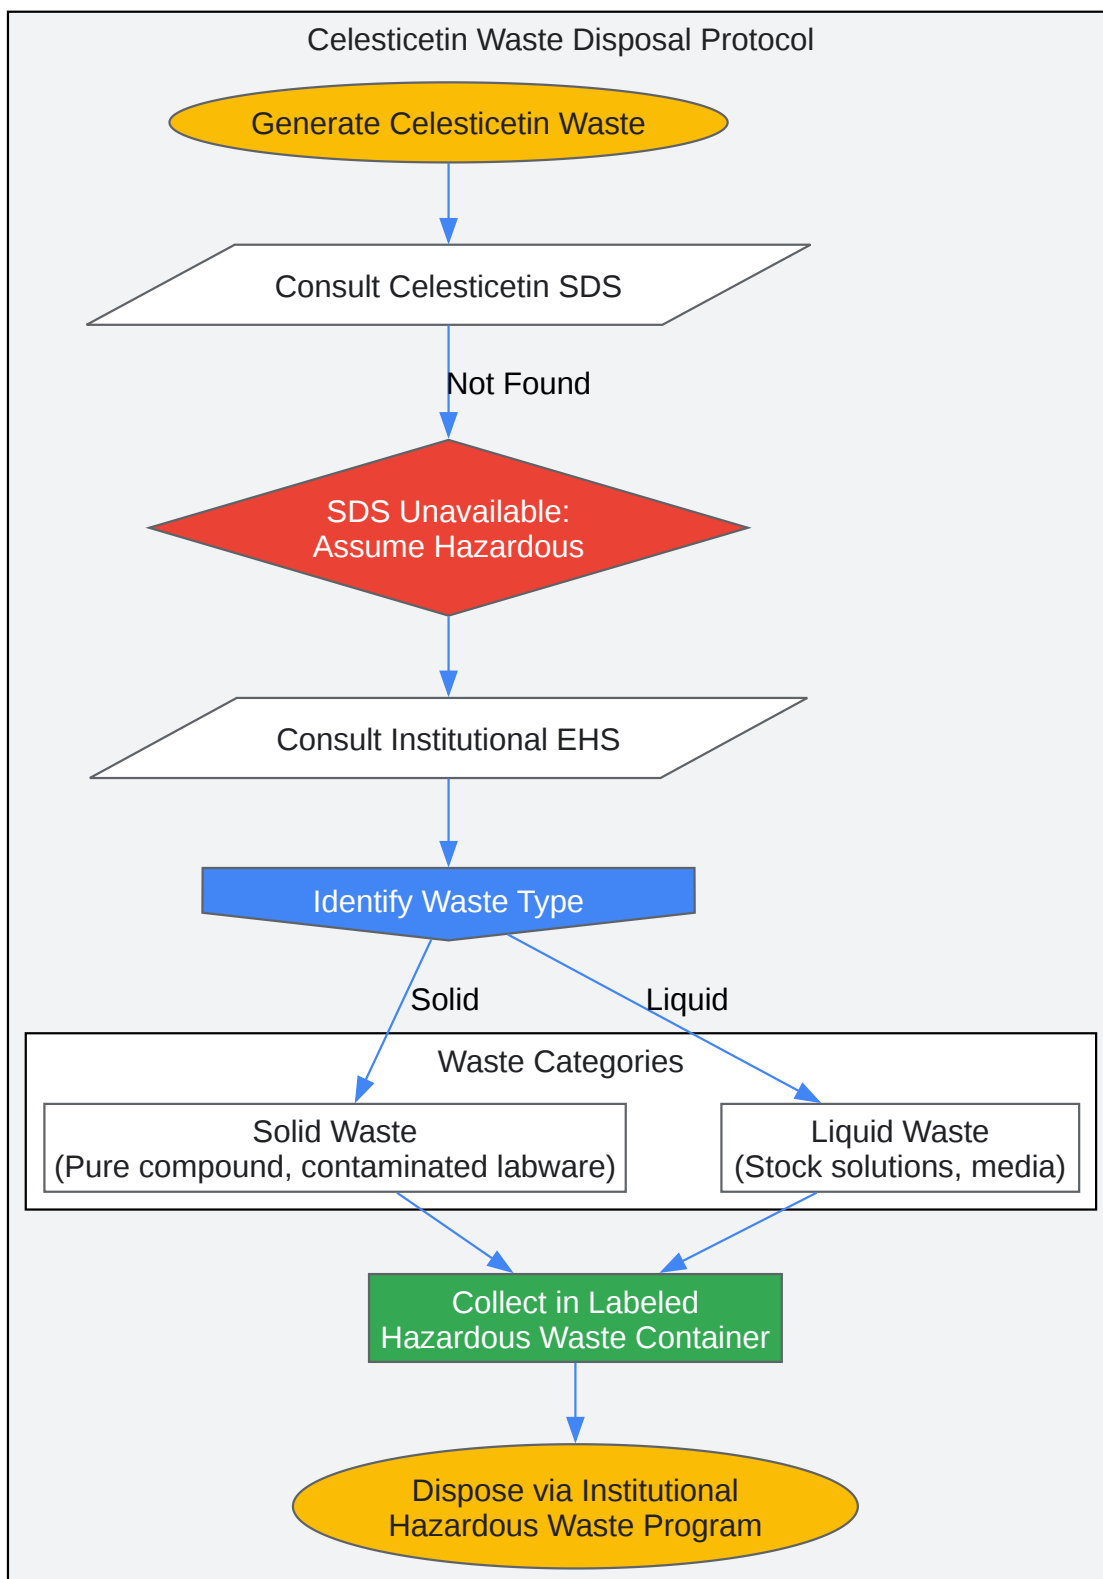 Celesticetin Waste Disposal Protocol
Generate Celesticetin Waste
Consult Celesticetin SDS
Not Found
SDS Unavailable:
Assume Hazardous
Consult Institutional EHS
Identify Waste Type
Solid
Liquid
Waste Categories
Solid Waste
(Pure compound, contaminated labware)
Liquid Waste
(Stock solutions, media)
Collect in Labeled
Hazardous Waste Container
Dispose via Institutional
Hazardous Waste Program